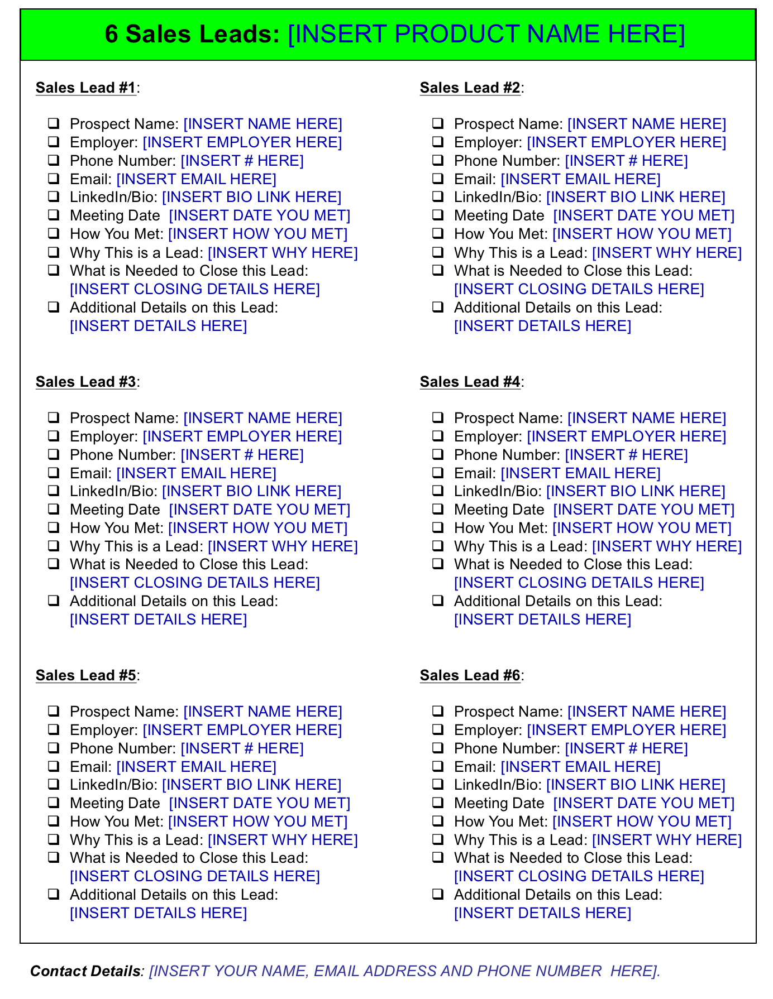 6 Sales Leads: [INSERT PRODUCT NAME HERE]
Sales Lead #1:
❑ Prospect Name: [INSERT NAME HERE]
❑ Employer: [INSERT EMPLOYER HERE]
❑ Phone Number: [INSERT # HERE]
❑ Email: [INSERT EMAIL HERE]
❑ LinkedIn/Bio: [INSERT BIO LINK HERE]
❑ Meeting Date  [INSERT DATE YOU MET]
❑ How You Met: [INSERT HOW YOU MET]
❑ Why This is a Lead: [INSERT WHY HERE]
❑ What is Needed to Close this Lead:
[INSERT CLOSING DETAILS HERE]
❑ Additional Details on this Lead:
[INSERT DETAILS HERE]
Sales Lead #2:
❑ Prospect Name: [INSERT NAME HERE]
❑ Employer: [INSERT EMPLOYER HERE]
❑ Phone Number: [INSERT # HERE]
❑ Email: [INSERT EMAIL HERE]
❑ LinkedIn/Bio: [INSERT BIO LINK HERE]
❑ Meeting Date  [INSERT DATE YOU MET]
❑ How You Met: [INSERT HOW YOU MET]
❑ Why This is a Lead: [INSERT WHY HERE]
❑ What is Needed to Close this Lead:
[INSERT CLOSING DETAILS HERE]
❑ Additional Details on this Lead:
[INSERT DETAILS HERE]
Sales Lead #3:
❑ Prospect Name: [INSERT NAME HERE]
❑ Employer: [INSERT EMPLOYER HERE]
❑ Phone Number: [INSERT # HERE]
❑ Email: [INSERT EMAIL HERE]
❑ LinkedIn/Bio: [INSERT BIO LINK HERE]
❑ Meeting Date  [INSERT DATE YOU MET]
❑ How You Met: [INSERT HOW YOU MET]
❑ Why This is a Lead: [INSERT WHY HERE]
❑ What is Needed to Close this Lead:
[INSERT CLOSING DETAILS HERE]
❑ Additional Details on this Lead:
[INSERT DETAILS HERE]
Sales Lead #4:
❑ Prospect Name: [INSERT NAME HERE]
❑ Employer: [INSERT EMPLOYER HERE]
❑ Phone Number: [INSERT # HERE]
❑ Email: [INSERT EMAIL HERE]
❑ LinkedIn/Bio: [INSERT BIO LINK HERE]
❑ Meeting Date  [INSERT DATE YOU MET]
❑ How You Met: [INSERT HOW YOU MET]
❑ Why This is a Lead: [INSERT WHY HERE]
❑ What is Needed to Close this Lead:
[INSERT CLOSING DETAILS HERE]
❑ Additional Details on this Lead:
[INSERT DETAILS HERE]
Sales Lead #5:
❑ Prospect Name: [INSERT NAME HERE]
❑ Employer: [INSERT EMPLOYER HERE]
❑ Phone Number: [INSERT # HERE]
❑ Email: [INSERT EMAIL HERE]
❑ LinkedIn/Bio: [INSERT BIO LINK HERE]
❑ Meeting Date  [INSERT DATE YOU MET]
❑ How You Met: [INSERT HOW YOU MET]
❑ Why This is a Lead: [INSERT WHY HERE]
❑ What is Needed to Close this Lead:
[INSERT CLOSING DETAILS HERE]
❑ Additional Details on this Lead:
[INSERT DETAILS HERE]
Sales Lead #6:
❑ Prospect Name: [INSERT NAME HERE]
❑ Employer: [INSERT EMPLOYER HERE]
❑ Phone Number: [INSERT # HERE]
❑ Email: [INSERT EMAIL HERE]
❑ LinkedIn/Bio: [INSERT BIO LINK HERE]
❑ Meeting Date  [INSERT DATE YOU MET]
❑ How You Met: [INSERT HOW YOU MET]
❑ Why This is a Lead: [INSERT WHY HERE]
❑ What is Needed to Close this Lead:
[INSERT CLOSING DETAILS HERE]
❑ Additional Details on this Lead:
[INSERT DETAILS HERE]
Contact Details: [INSERT YOUR NAME, EMAIL ADDRESS AND PHONE NUMBER  HERE].